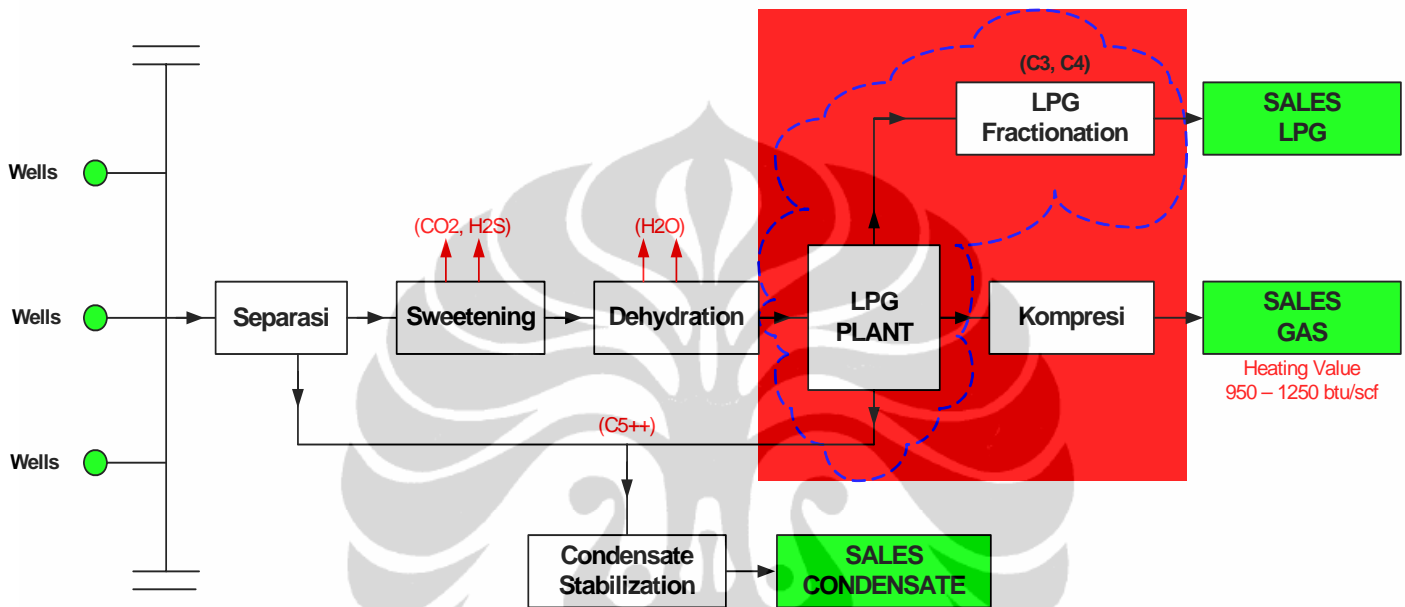 (C3, C4)
LPG
Fractionation
SALES
LPG
Wells
(CO2, H2S)
(H2O)
Wells
Separasi
Sweetening
Dehydration
LPG
PLANT
Kompresi
SALES
GAS
Heating Value
950 – 1250 btu/scf
(C5++)
Wells
Condensate
Stabilization
SALES
CONDENSATE